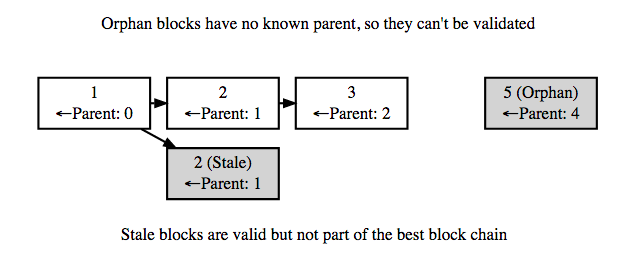 Orphan blocks have no known parent, so they can't be validated
1
←Parent: 0
2
←Parent: 1
3
←Parent: 2
5 (Orphan)
←Parent: 4
2 (Stale)
←Parent: 1
Stale blocks are valid but not part of the best block chain